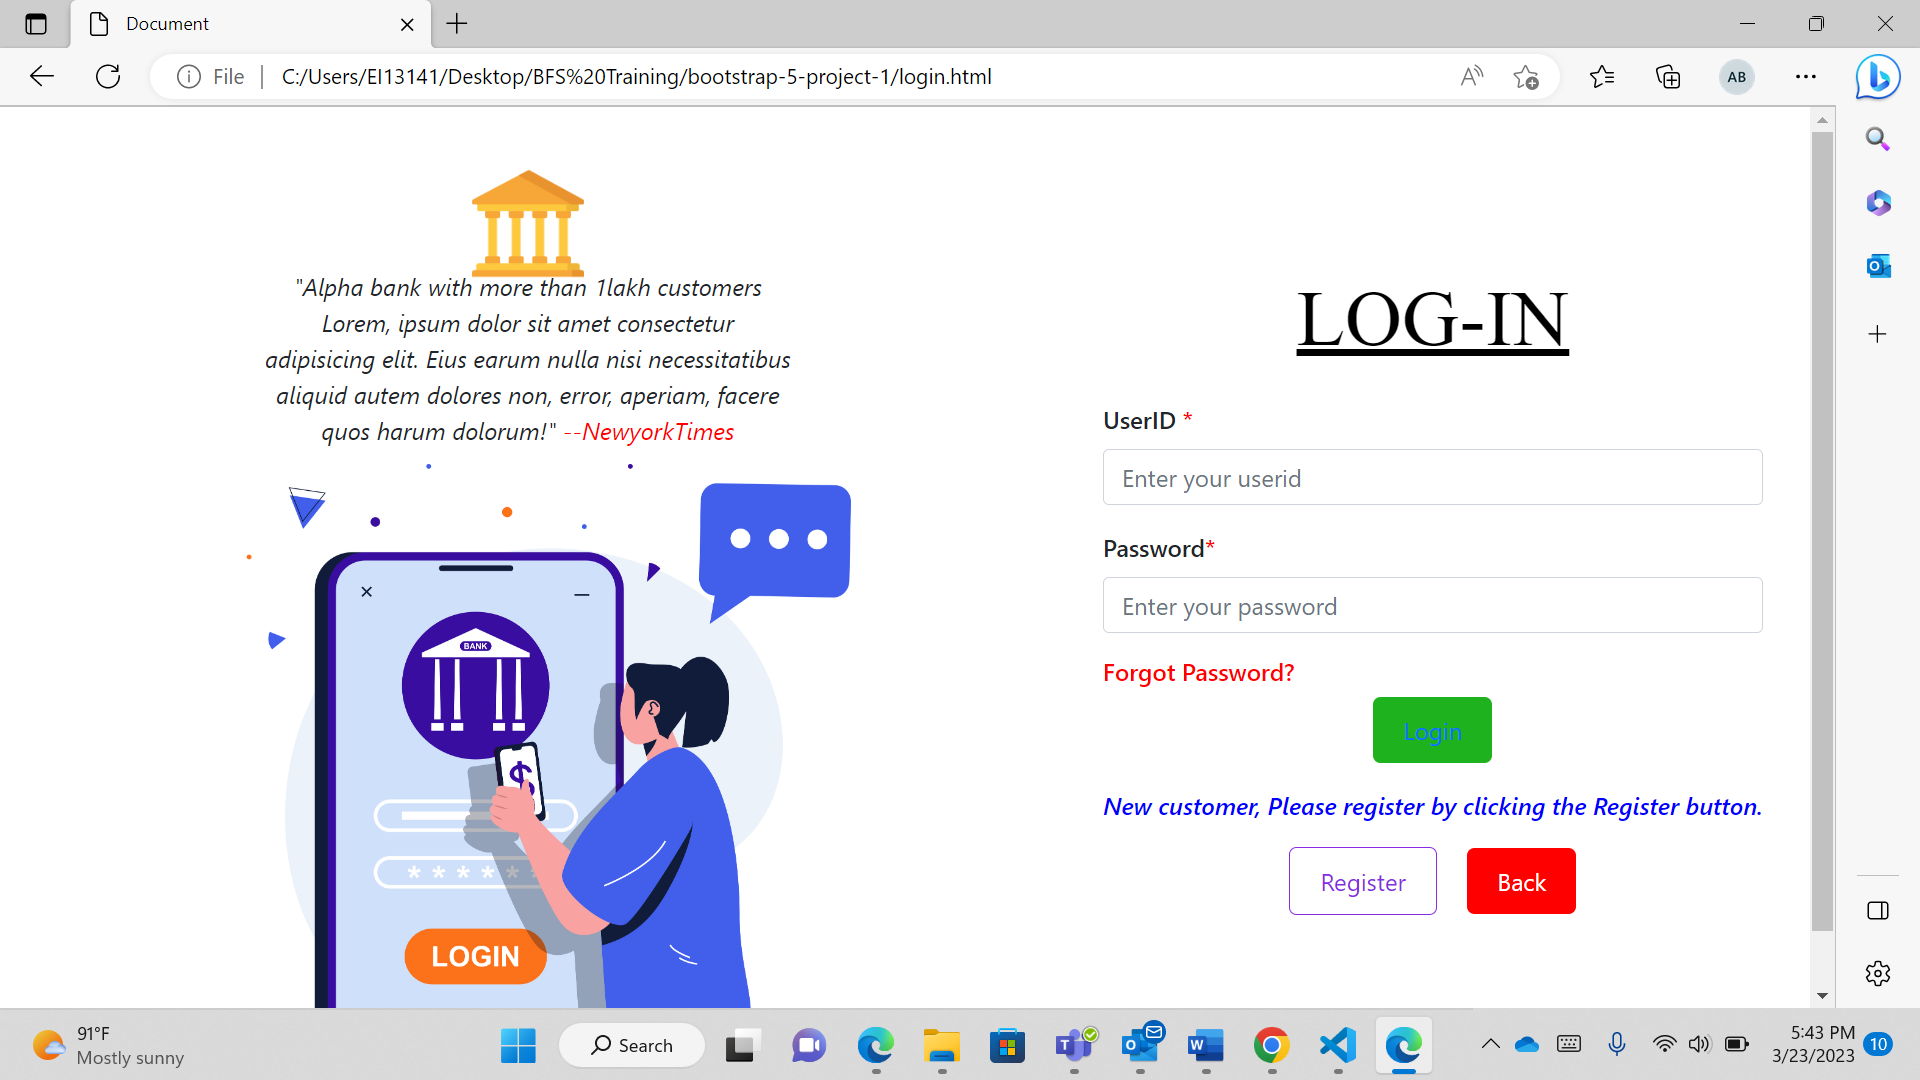 Document
File
C:/Users/EI13141/Desktop/BFS%20Training/bootstrap-5-project-1/login.html
AB
"Alpha bank with more than 1lakh customers
Lorem, ipsum dolor sit amet consectetur
adipisicing elit. Eius earum nulla nisi necessitatibus
aliquid autem dolores non, error, aperiam, facere
quos harum dolorum!" --NewyorkTimes
BANK
$
* * * * *
LOGIN
LOG-IN
UserID *
Enter your userid
Password*
Enter your password
Forgot Password?
Login
New customer, Please register by clicking the Register button.
Register
Back
91°F
Mostly sunny
Search
5:43 PM
3/23/2023
10